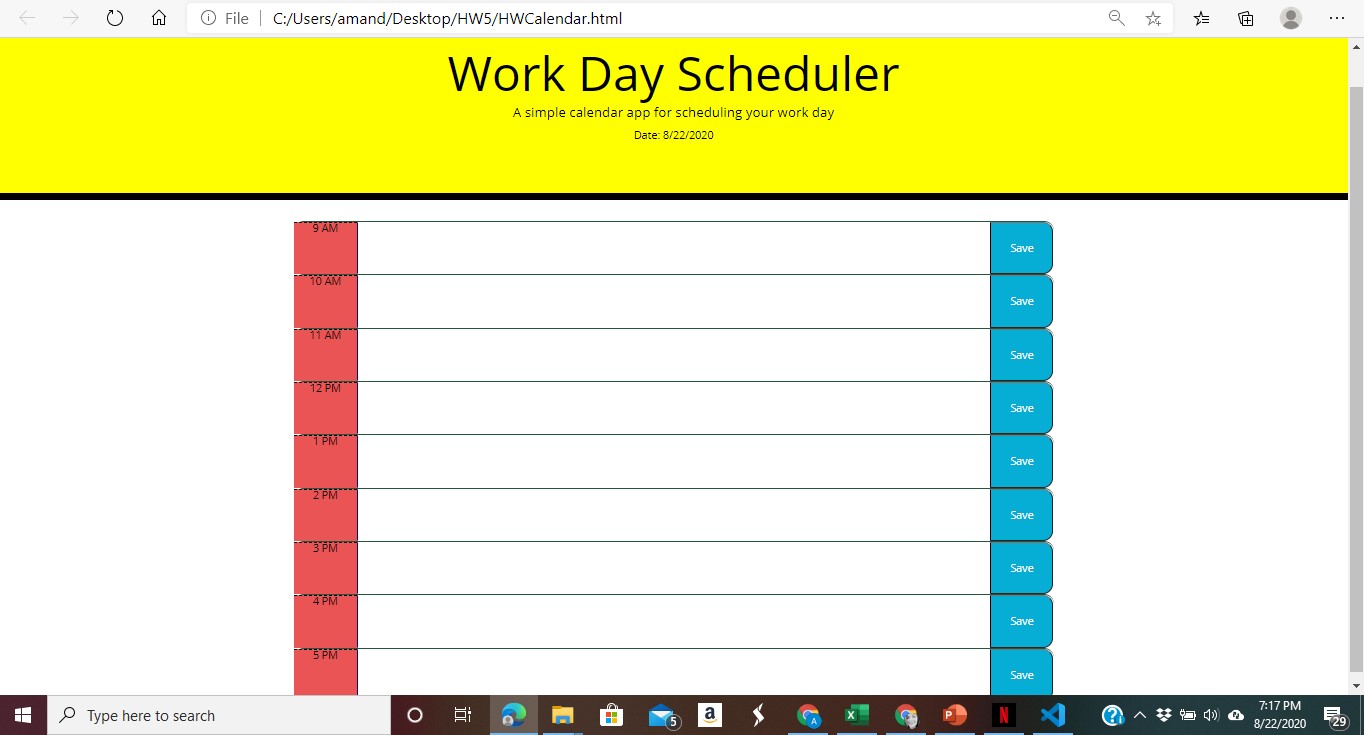 File C:/Users/amand/Desktop/HW5/HWCalendar.html
Work Day Scheduler
A simple calendar app for scheduling your work day
Date: 8/22/2020
9 AM Save
10 AM Save
11 AM Save
12 PM Save
1 PM Save
2 PM Save
3 PM Save
4 PM Save
5 PM Save
Type here to search
5
a
A
X
P
N
7:17 PM
8/22/2020
29